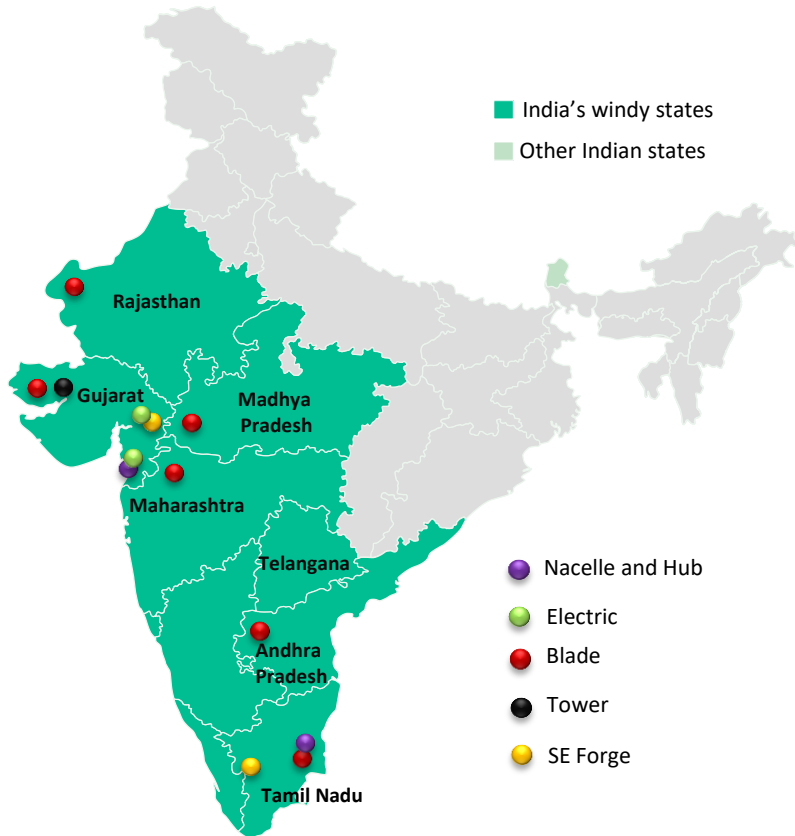 India’s windy states
Other Indian states
Rajasthan
Gujarat
Madhya
Pradesh
Maharashtra
Telangana
Andhra
Pradesh
Tamil Nadu
Nacelle and Hub
Electric
Blade
Tower
SE Forge